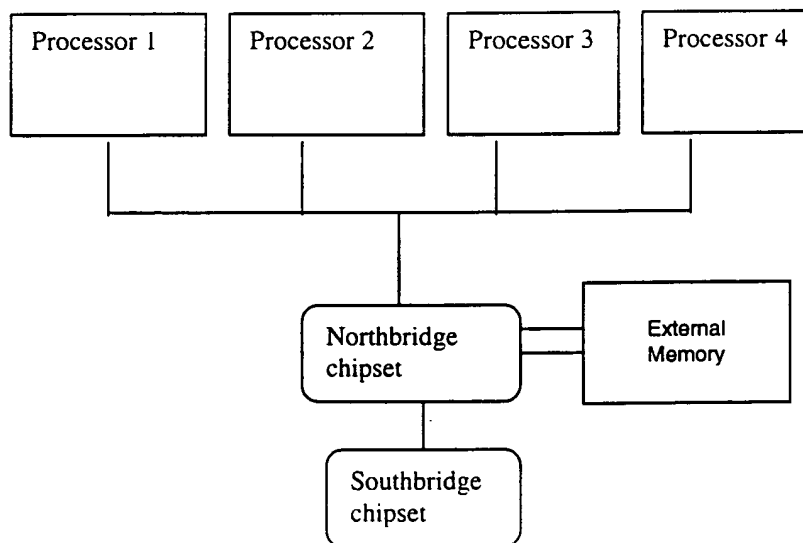 Processor 1
Processor 2
Processor 3
Processor 4
Northbridge
chipset
External
Memory
Southbridge
chipset